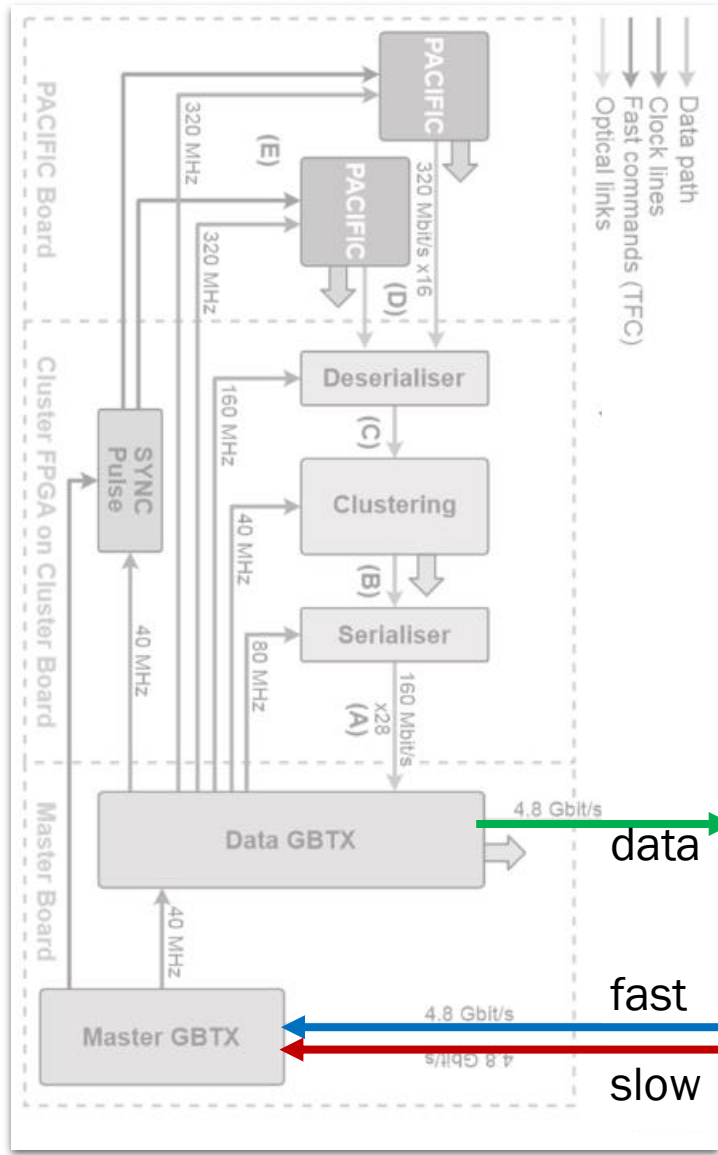 PACIFIC Board
Cluster FPGA on Cluster Board
Master Board
PACIFIC
PACIFIC
(E)
320 MHz
320 MHz
320 Mbit/s x16
(D)
Deserialiser
(C)
160 MHz
SYNC
Pulse
Clustering
40 MHz
(B)
Serialiser
40 MHz
80 MHz
160 Mbit/s
x28
(A)
Data GBTX
4.8 Gbit/s
data
40 MHz
Master GBTX
4.8 Gbit/s
fast
4.8 Gbit/s
slow
Data path
Clock lines
Fast commands (TFC)
Optical links